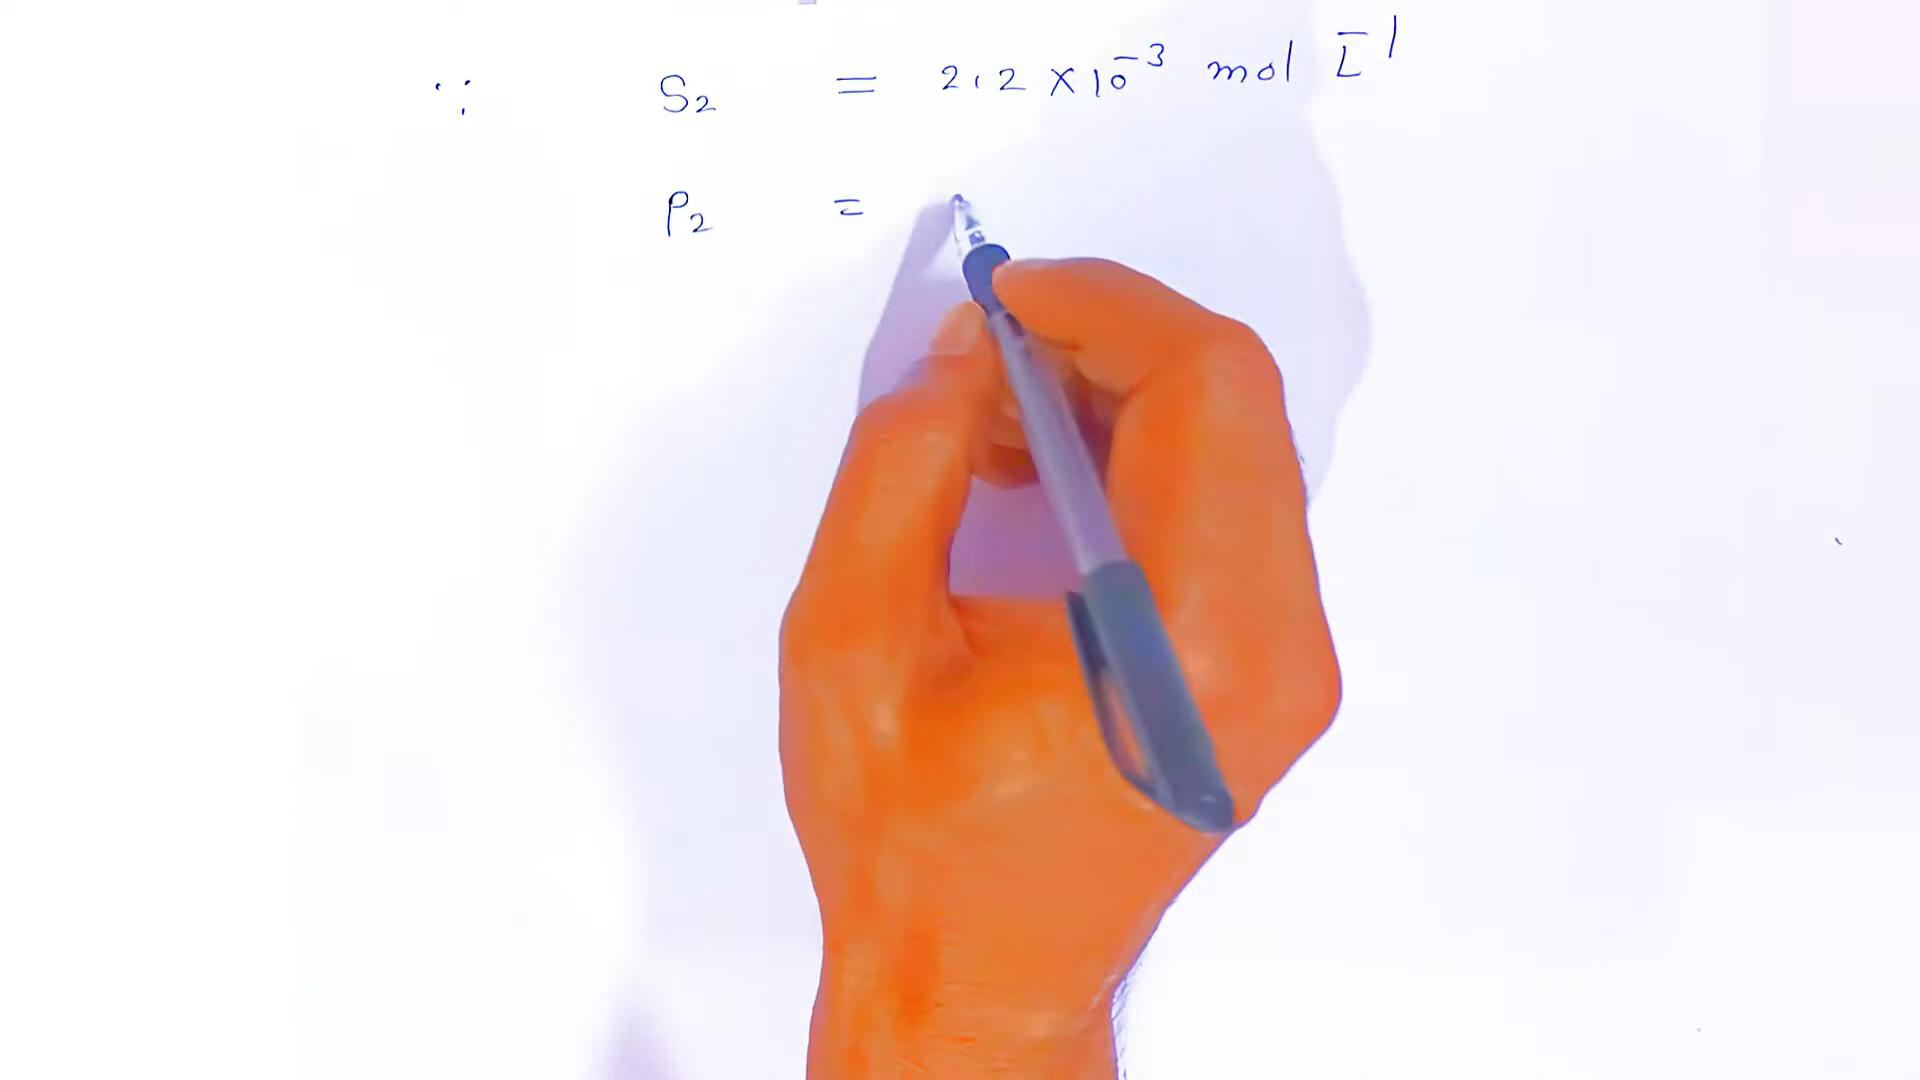 ∵ S₂ = 2.2 × 10⁻³ mol L⁻¹
P₂ =